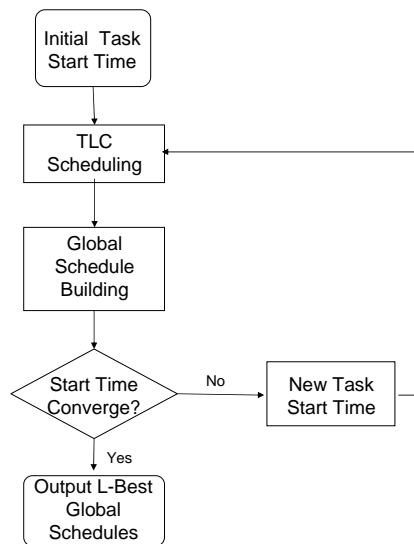 Initial Task
Start Time
TLC
Scheduling
Global
Schedule
Building
Start Time
Converge?
No
New Task
Start Time
Yes
Output L-Best
Global
Schedules